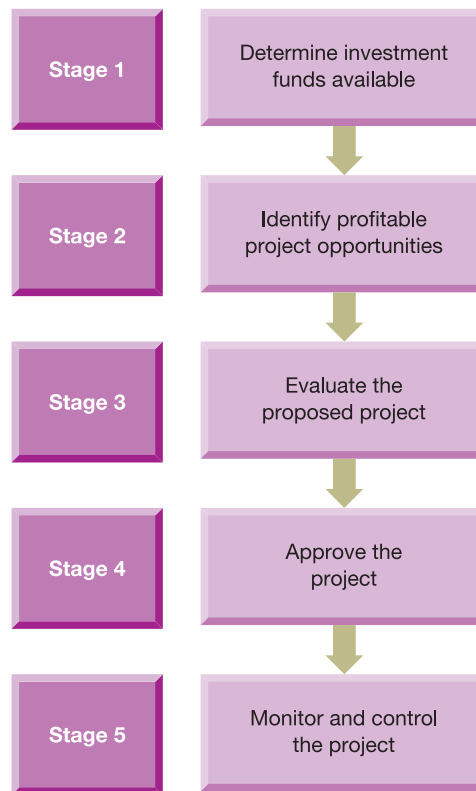 Stage 1
Determine investment
funds available
Stage 2
Identify profitable
project opportunities
Stage 3
Evaluate the
proposed project
Stage 4
Approve the
project
Stage 5
Monitor and control
the project